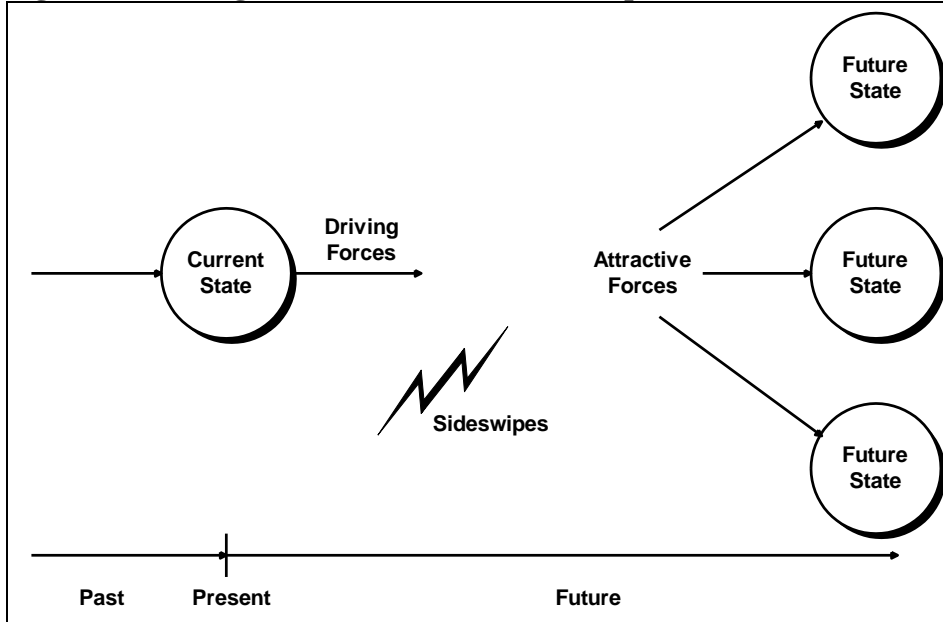 Future
State
Driving
Forces
Current
State
Attractive
Forces
Future
State
Sideswipes
Future
State
Past
Present
Future